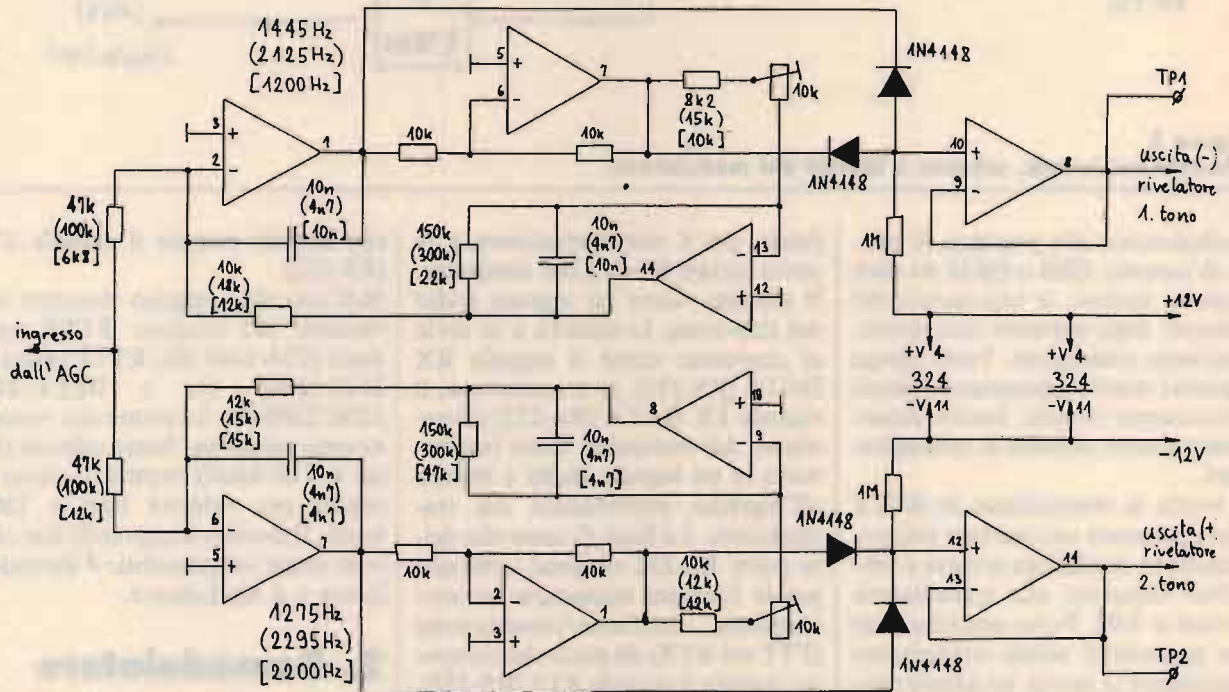 1445Hz
(2125Hz)
[1200Hz]
3
+
2
-
1
5
+
6
-
7
10k
10k
8k2
(15k)
[10k]
10k
1N4148
1N4148
TP1
10
+
9
-
8
uscita (-)
rivelatore
1. tono
47k
(100k)
[6k8]
10n
(4n7)
[10n]
10k
(18k)
[12k]
150k
(300k)
[22k]
10n
(4n7)
[10n]
14
-
13
+
12
1M
+12V
+V 4
324
-V 11
+V 4
324
-V 11
-12V
ingresso
dall'AGC
12k
(15k)
[15k]
150k
(300k)
[47k]
10n
(4n7)
[4n7]
8
+
10
-
9
47k
(100k)
[12k]
10n
(4n7)
[4n7]
6
-
5
+
7
1M
1N4148
12
+
13
-
14
uscita (+)
rivelatore
2. tono
10k
10k
2
-
3
+
1
10k
(12k)
[12k]
10k
1N4148
TP2
1275Hz
(2295Hz)
[2200Hz]